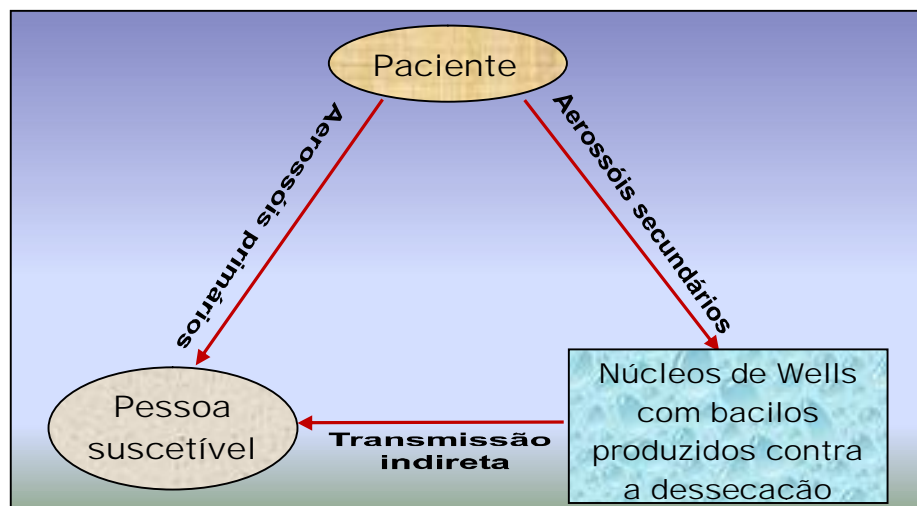 Paciente
Aerossóis primários
Aerossóis secundários
Pessoa
suscetível
Transmissão
indireta
Núcleos de Wells
com bacilos
produzidos contra
a dessecação